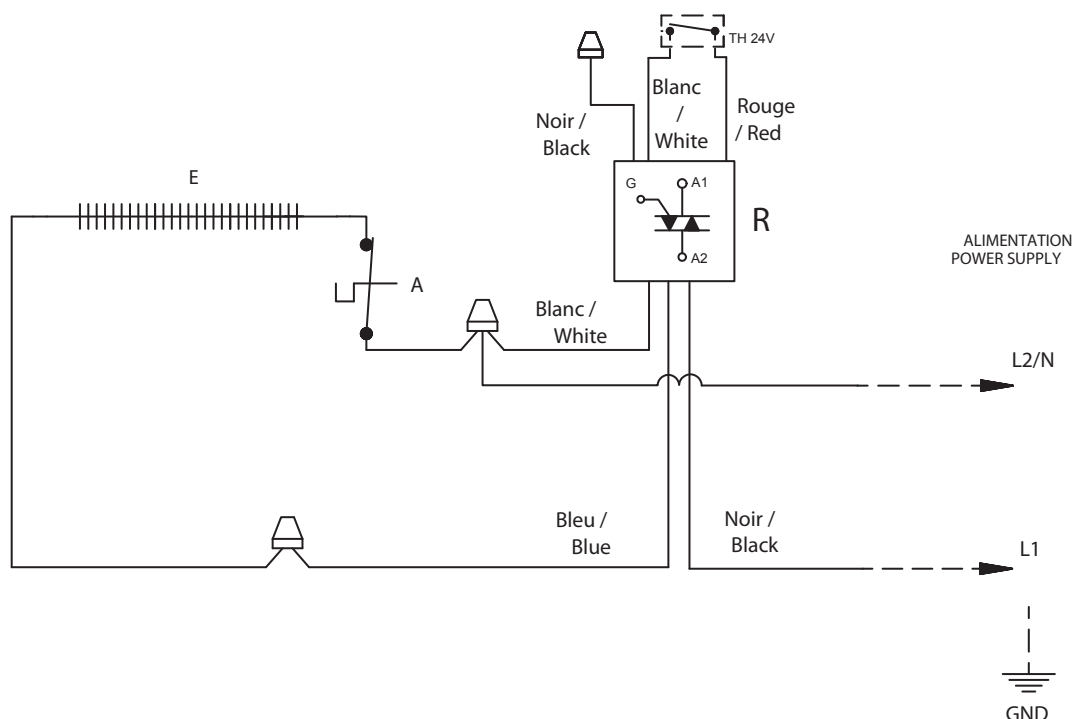 TH 24V
Blanc
/
White
Rouge
/ Red
Noir /
Black
E
G
A1
R
A2
ALIMENTATION
POWER SUPPLY
A
Blanc /
White
L2/N
Bleu /
Blue
Noir /
Black
L1
GND